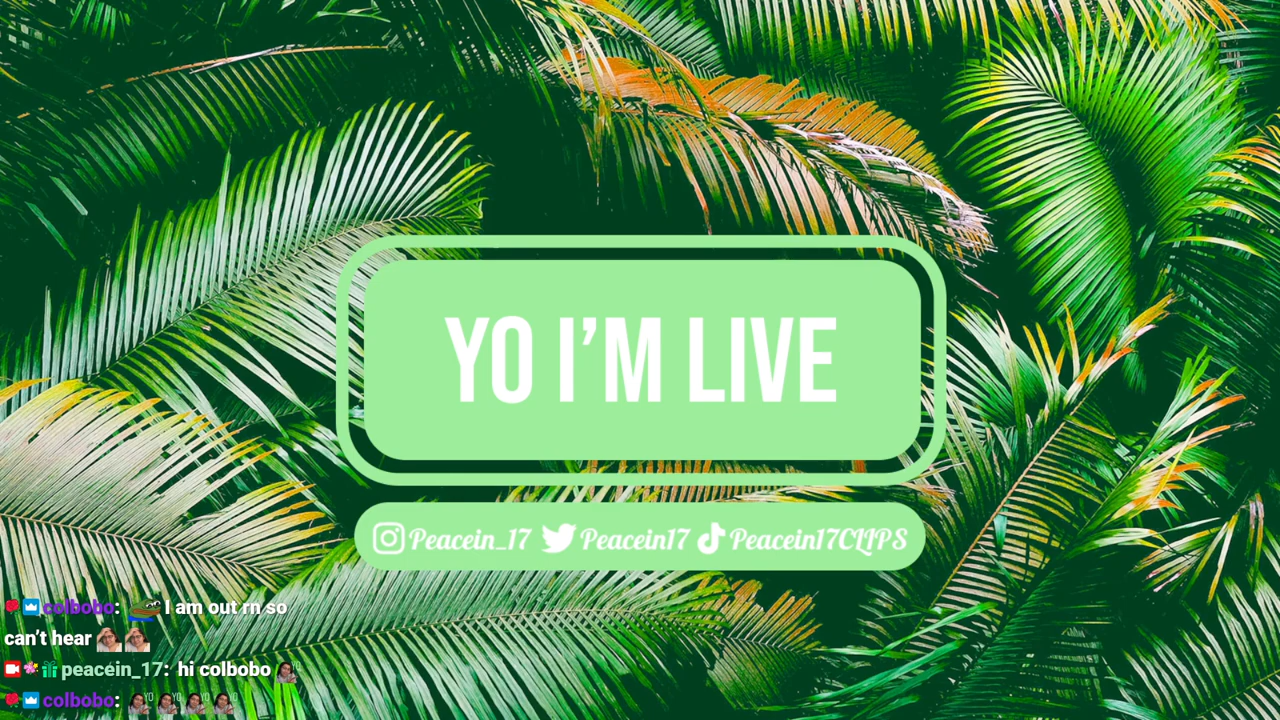 YO I’M LIVE
Peacein_17 Peacein17 Peacein17CLIPS
colbobo: I am out rn so
can’t hear
peacein_17: hi colbobo
colbobo: